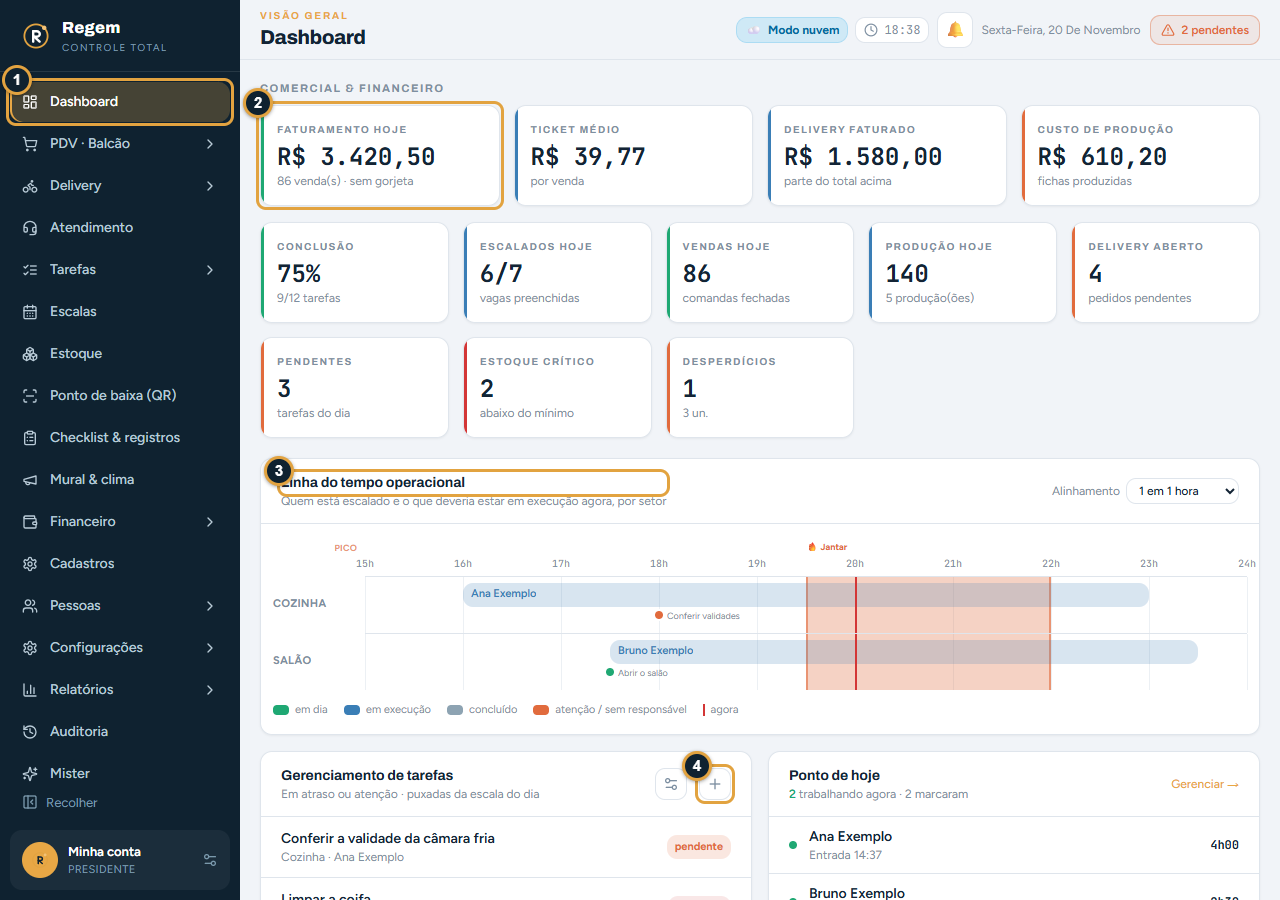 Regem
CONTROLE TOTAL
1
Dashboard
PDV · Balcão
Delivery
Atendimento
Tarefas
Escalas
Estoque
Ponto de baixa (QR)
Checklist & registros
Mural & clima
Financeiro
Cadastros
Pessoas
Configurações
Relatórios
Auditoria
Mister
Recolher
R
Minha conta
PRESIDENTE
VISÃO GERAL
Dashboard
Modo nuvem
18:38
Sexta-Feira, 20 De Novembro
2 pendentes
COMERCIAL & FINANCEIRO
2
FATURAMENTO HOJE
R$ 3.420,50
86 venda(s) · sem gorjeta
TICKET MÉDIO
R$ 39,77
por venda
DELIVERY FATURADO
R$ 1.580,00
parte do total acima
CUSTO DE PRODUÇÃO
R$ 610,20
fichas produzidas
CONCLUSÃO
75%
9/12 tarefas
ESCALADOS HOJE
6/7
vagas preenchidas
VENDAS HOJE
86
comandas fechadas
PRODUÇÃO HOJE
140
5 produção(ões)
DELIVERY ABERTO
4
pedidos pendentes
PENDENTES
3
tarefas do dia
ESTOQUE CRÍTICO
2
abaixo do mínimo
DESPERDÍCIOS
1
3 un.
3
Linha do tempo operacional
Quem está escalado e o que deveria estar em execução agora, por setor
Alinhamento
1 em 1 hora
PICO
Jantar
15h 16h 17h 18h 19h 20h 21h 22h 23h 24h
COZINHA
Ana Exemplo
Conferir validades
SALÃO
Bruno Exemplo
Abrir o salão
em dia
em execução
concluído
atenção / sem responsável
agora
4
Gerenciamento de tarefas
Em atraso ou atenção · puxadas da escala do dia
Conferir a validade da câmara fria
Cozinha · Ana Exemplo
pendente
Limpar a coifa
Ponto de hoje
2 trabalhando agora · 2 marcaram
Gerenciar →
Ana Exemplo
Entrada 14:37
4h00
Bruno Exemplo